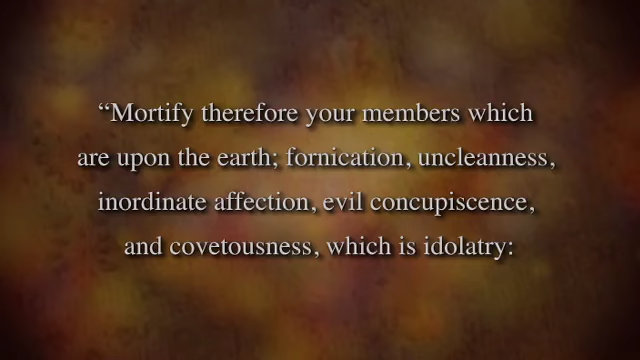 “Mortify therefore your members which
are upon the earth; fornication, uncleanness,
inordinate affection, evil concupiscence,
and covetousness, which is idolatry: